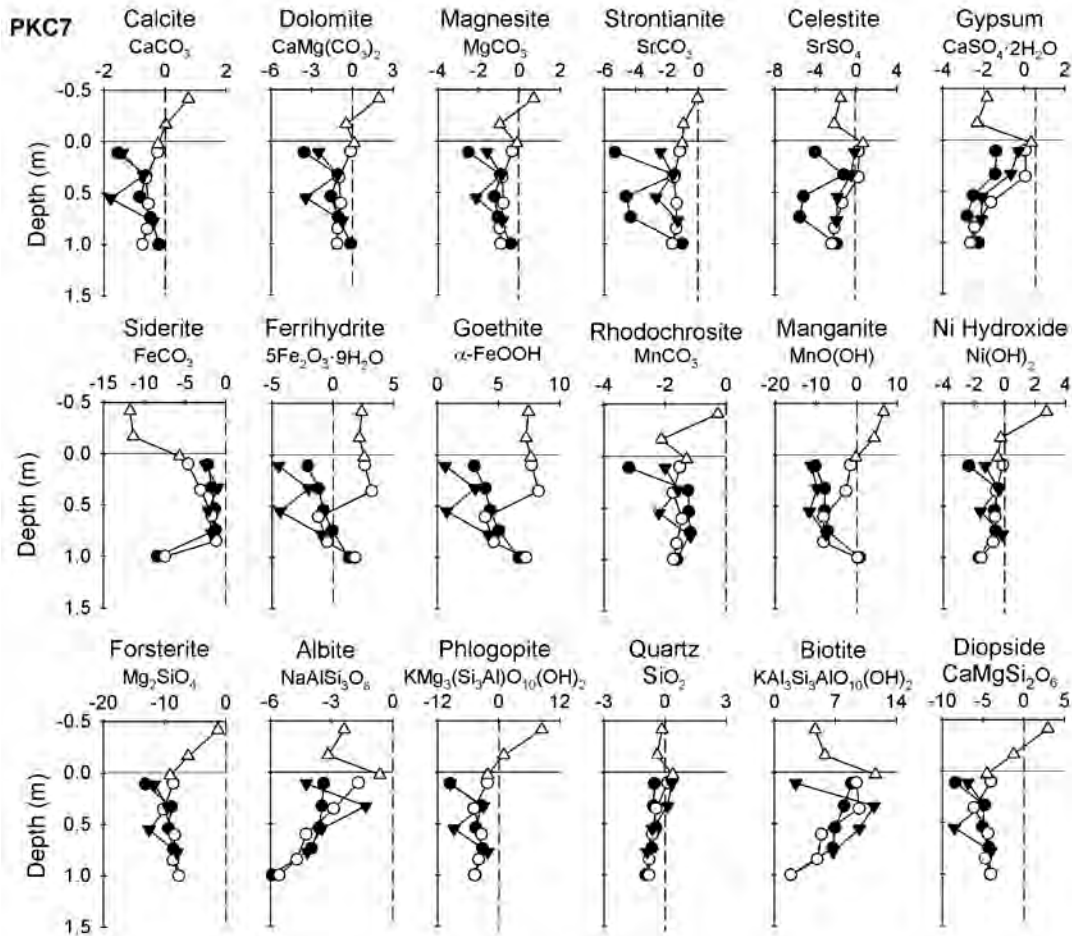 PKC7
Calcite Dolomite Magnesite Strontianite Celestite Gypsum
CaCO3 CaMg(CO3)2 MgCO3 SrCO3 SrSO4 CaSO4·2H2O
-2 0 2 -6 -3 0 3 -4 -2 0 2 -6 -4 -2 0 2 -8 -4 0 4 -4 -2 0 2
-0.5
0.0
0.5
1.0
1.5
Depth (m)
Siderite Ferrihydrite Goethite Rhodochrosite Manganite Ni Hydroxide
FeCO3 5Fe2O3·9H2O α-FeOOH MnCO3 MnO(OH) Ni(OH)2
-15 -10 -5 0 -5 0 5 0 5 10 -4 -2 0 -20 -10 0 10 -4 -2 0 2 4
-0.5
0.0
0.5
1.0
1.5
Depth (m)
Forsterite Albite Phlogopite Quartz Biotite Diopside
Mg2SiO4 NaAlSi3O8 KMg3(Si3Al)O10(OH)2 SiO2 KAl3Si3AlO10(OH)2 CaMgSi2O6
-20 -15 -10 -5 0 -6 -3 0 -12 -6 0 6 12 -3 0 3 0 7 14 -10 -5 0 5
-0.5
0.0
0.5
1.0
1.5
Depth (m)